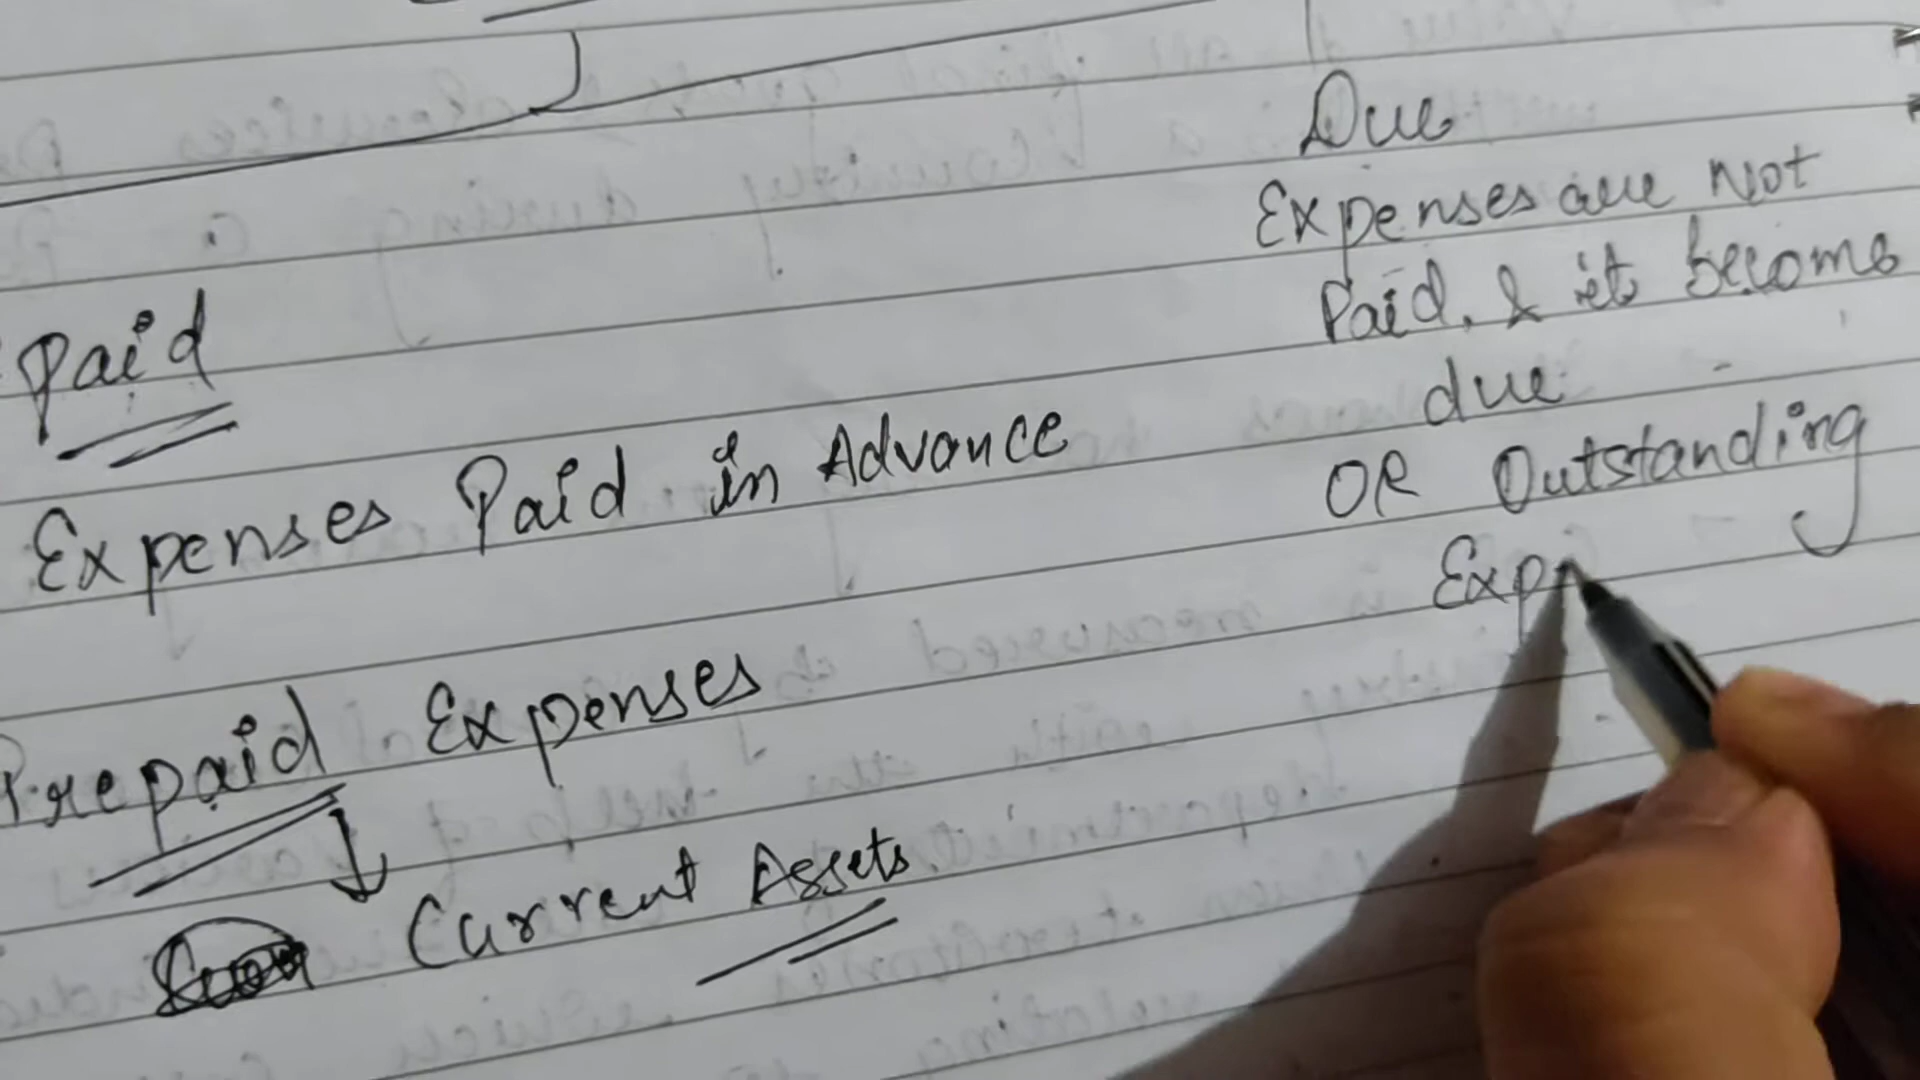 Paid
Expenses Paid in Advance
Prepaid Expenses
Current Assets
Due
Expenses are Not
Paid, & it become
due
OR Outstanding
Exp